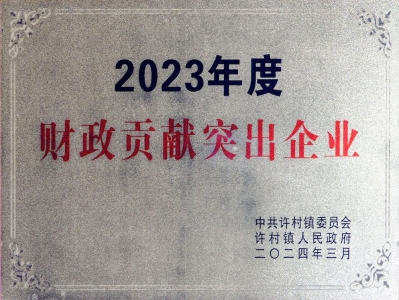 2023年度
财政贡献突出企业
中共许村镇委员会
许村镇人民政府
二〇二四年三月